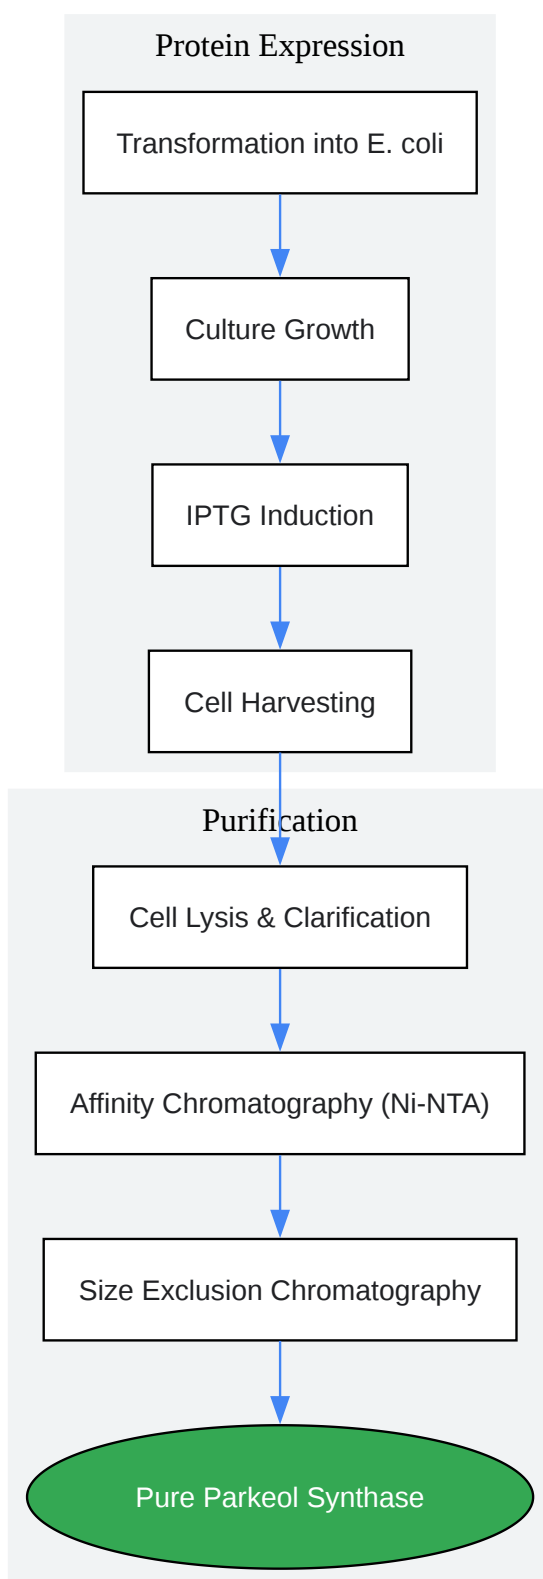 Protein Expression
Transformation into E. coli
Culture Growth
IPTG Induction
Cell Harvesting
Purification
Cell Lysis & Clarification
Affinity Chromatography (Ni-NTA)
Size Exclusion Chromatography
Pure Parkeol Synthase